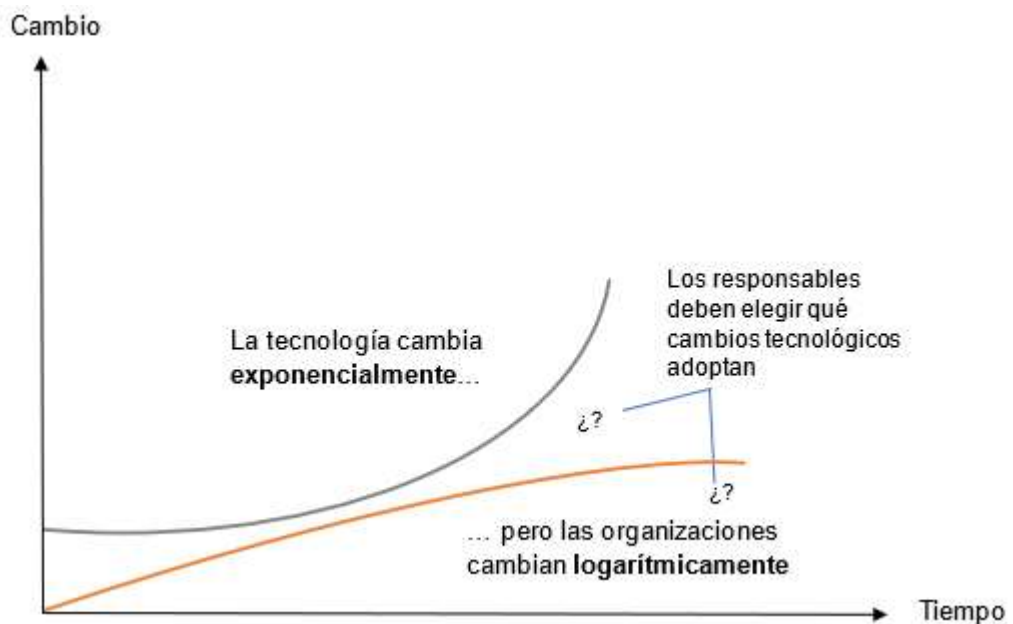 Cambio
Los responsables
deben elegir qué
cambios tecnológicos
adoptan
La tecnología cambia
exponencialmente...
¿?
¿?
... pero las organizaciones
cambian logarítmicamente
Tiempo